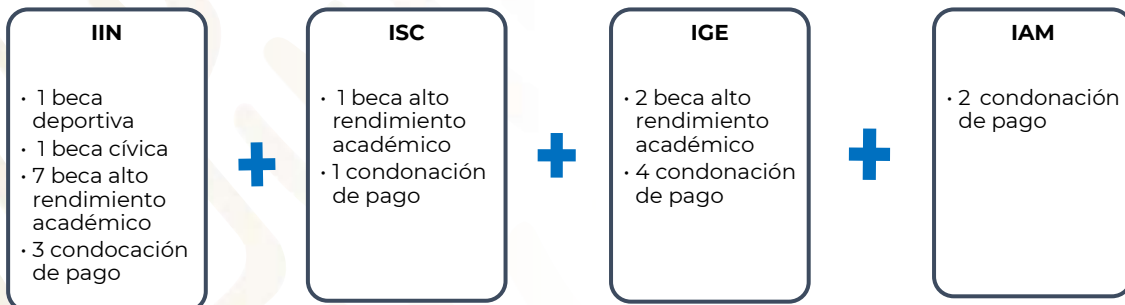 IIN
· 1 beca
deportiva
· 1 beca cívica
· 7 beca alto
rendimiento
académico
· 3 condocación
de pago
ISC
· 1 beca alto
rendimiento
académico
· 1 condonación
de pago
IGE
· 2 beca alto
rendimiento
académico
· 4 condonación
de pago
IAM
· 2 condonación
de pago